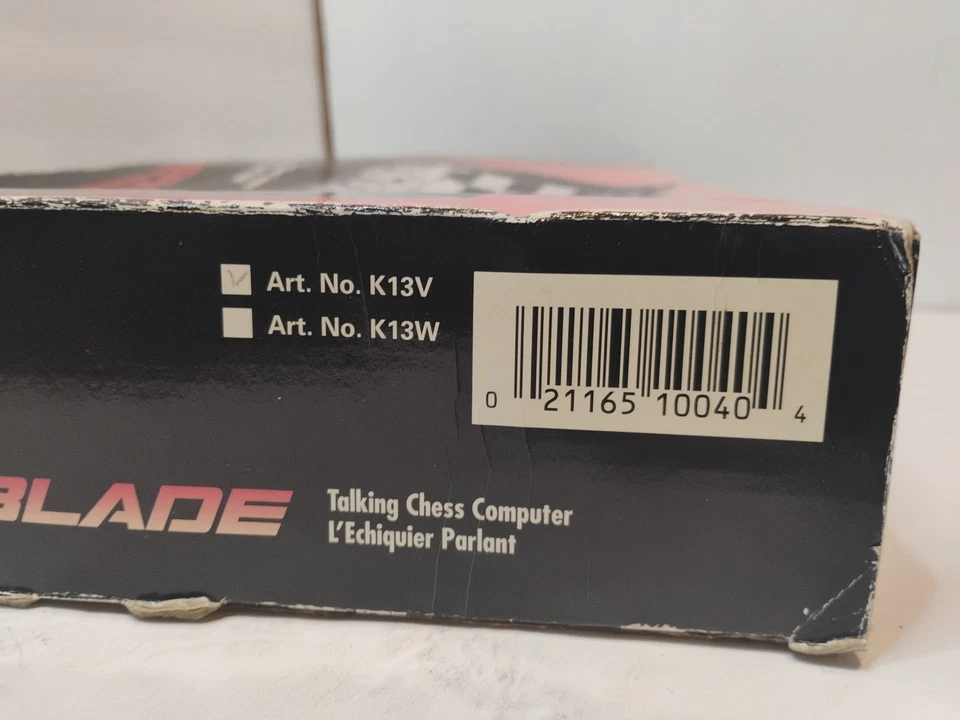 Art. No. K13V
Art. No. K13W
0 21165 10040 4
BLADE
Talking Chess Computer
L'Echiquier Parlant